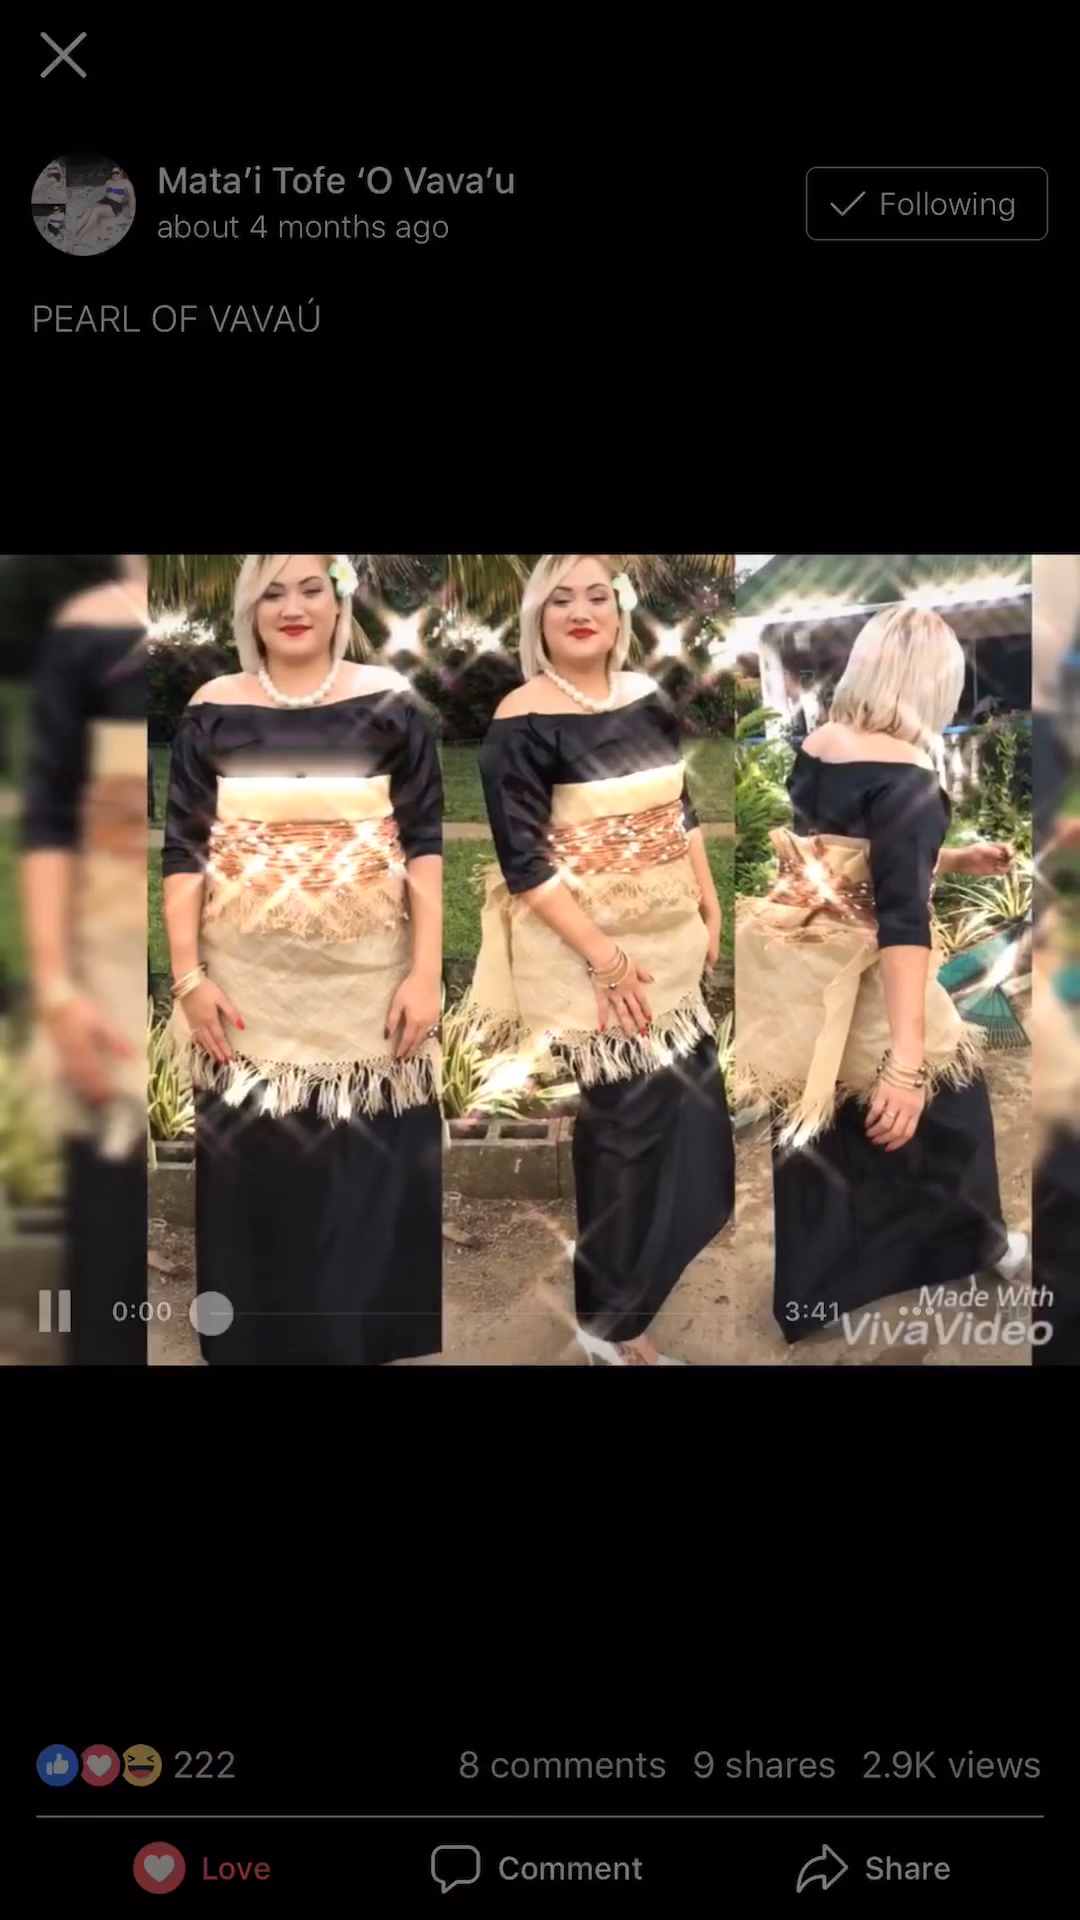 Mata’i Tofe ‘O Vava’u
about 4 months ago
Following
PEARL OF VAVAÚ
0:00
3:41
Made With
VivaVideo
222
8 comments 9 shares 2.9K views
Love Comment Share